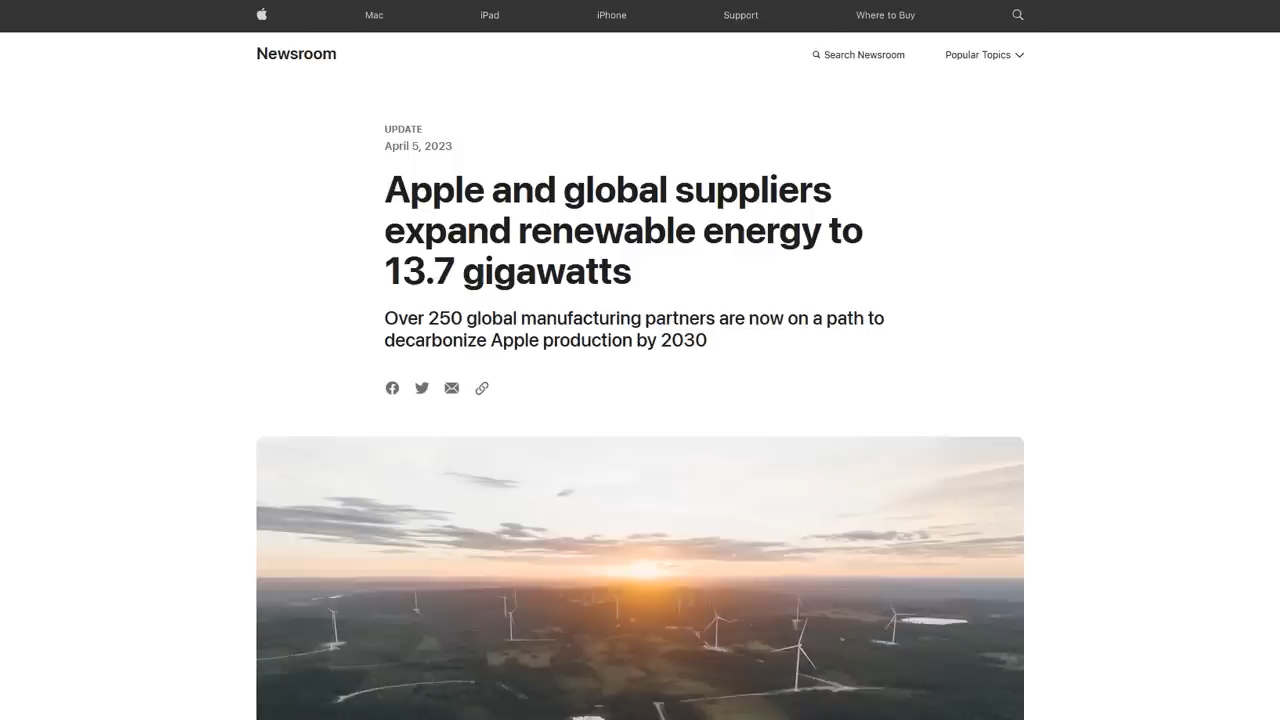 Mac
iPad
iPhone
Support
Where to Buy
Newsroom
Search Newsroom
Popular Topics
UPDATE
April 5, 2023
Apple and global suppliers
expand renewable energy to
13.7 gigawatts
Over 250 global manufacturing partners are now on a path to
decarbonize Apple production by 2030